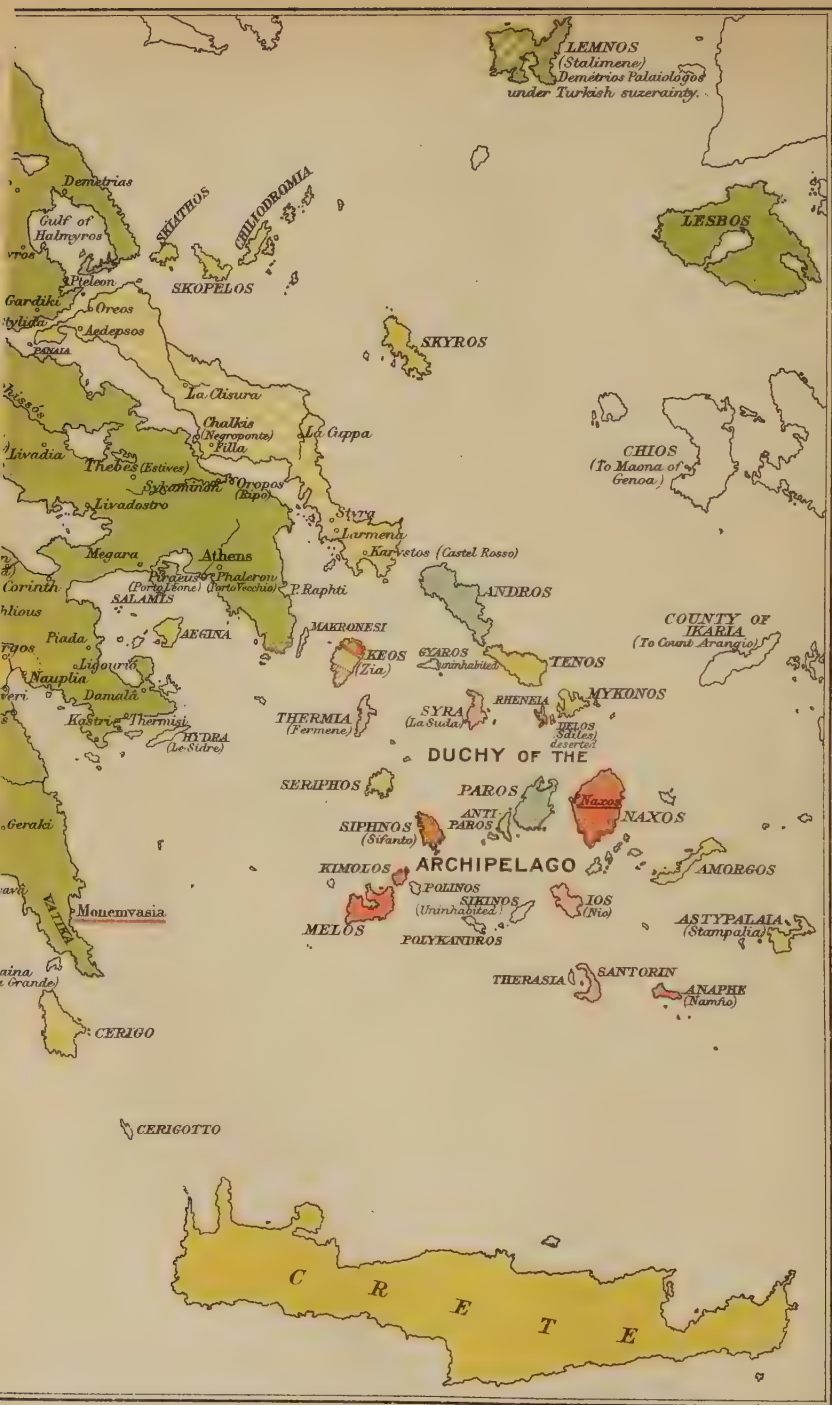 LEMNOS
(Stalimene)
Demetrios Palaiologos
under Turkish suzerainty.
Demetrias
Gulf of
Halmyros
SKIATHOS
CHILIODROMIA
SKOPELOS
LESBOS
Pteleon
Gardiki
Oreos
Aedepsos
PANAIA
SKYROS
La Clisura
Chalkis
(Negroponte)
Filla
La Cuppa
CHIOS
(To Maona of
Genoa)
Livadia
Thebes (Estives)
Sykaminon
Oropos
(Ripo)
Livadostro
Styra
Larmena
Karystos (Castel Rosso)
Megara
Athens
Piraeus
(Porto Leone)
Phaleron
(Porto Vecchio)
P. Raphti
Corinth
SALAMIS
ANDROS
AEGINA
MAKRONESI
KEOS
(Zia)
GYAROS
uninhabited
TENOS
COUNTY OF
IKARIA
(To Count Arangio)
Piada
Ligourio
Nauplia
Damalâ
Kastri
Thermisi
HYDRA
(Le Sidre)
THERMIA
(Fermene)
SYRA
(La Suda)
RHENEIA
MYKONOS
DELOS
(Sdiles)
deserted
DUCHY OF THE
SERIPHOS
PAROS
ANTI
PAROS
Naxos
NAXOS
SIPHNOS
(Sifanto)
Geraki
KIMOLOS
ARCHIPELAGO
AMORGOS
POLINOS
(Uninhabited)
SIKINOS
IOS
(Nio)
VATIKA
Monemvasia
MELOS
POLYKANDROS
ASTYPALAIA
(Stampalia)
THERASIA
SANTORIN
ANAPHE
(Namfio)
CERIGO
CERIGOTTO
CRETE